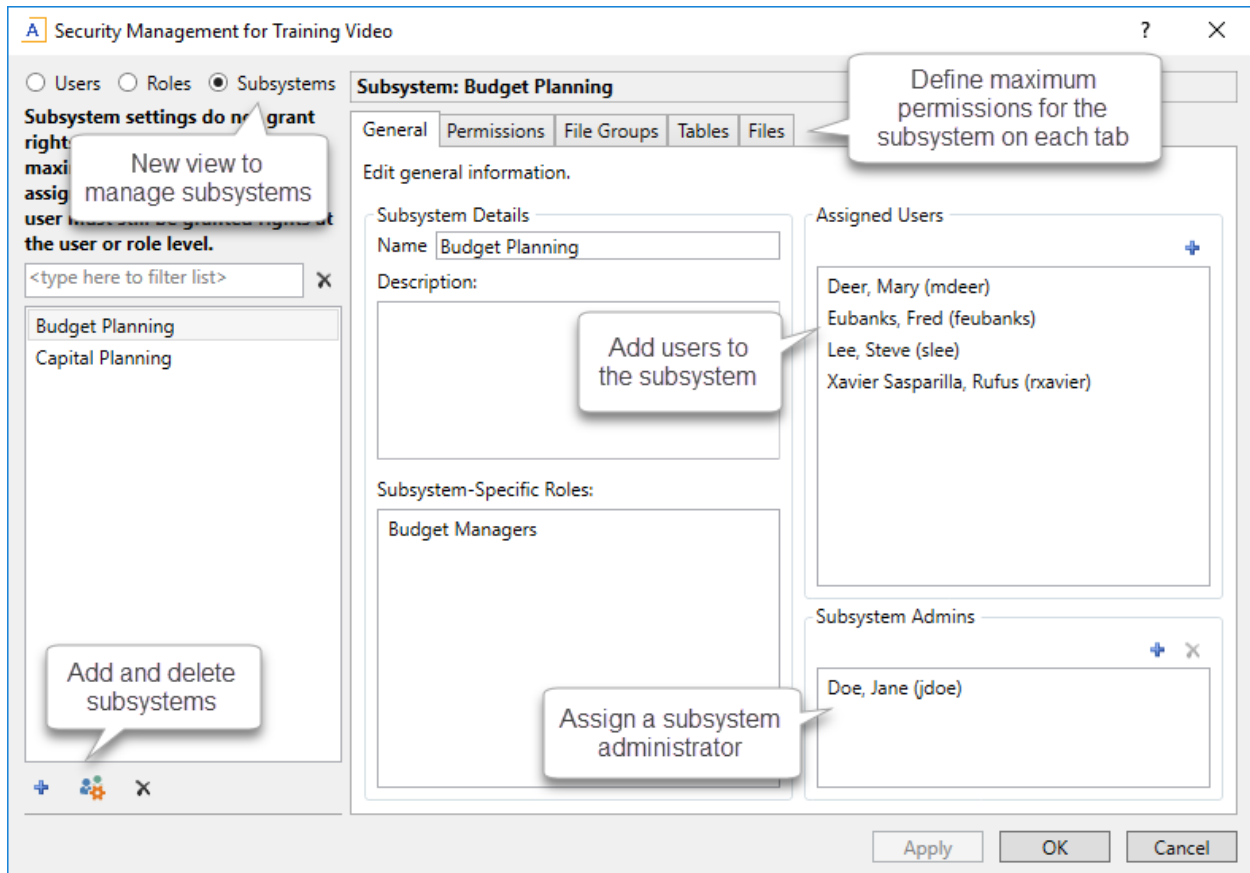 A Security Management for Training Video
?
Users Roles Subsystems
Subsystem settings do not grant
righ
maxi
assig
user must still be granted rights at
the user or role level.
New view to
manage subsystems
<type here to filter list>
Budget Planning
Capital Planning
Add and delete
subsystems
Subsystem: Budget Planning
Define maximum
permissions for the
subsystem on each tab
General Permissions File Groups Tables Files
Edit general information.
Subsystem Details
Name Budget Planning
Description:
Add users to
the subsystem
Subsystem-Specific Roles:
Budget Managers
Assigned Users
Deer, Mary (mdeer)
Eubanks, Fred (feubanks)
Lee, Steve (slee)
Xavier Sasparilla, Rufus (rxavier)
Subsystem Admins
Doe, Jane (jdoe)
Assign a subsystem
administrator
Apply OK Cancel